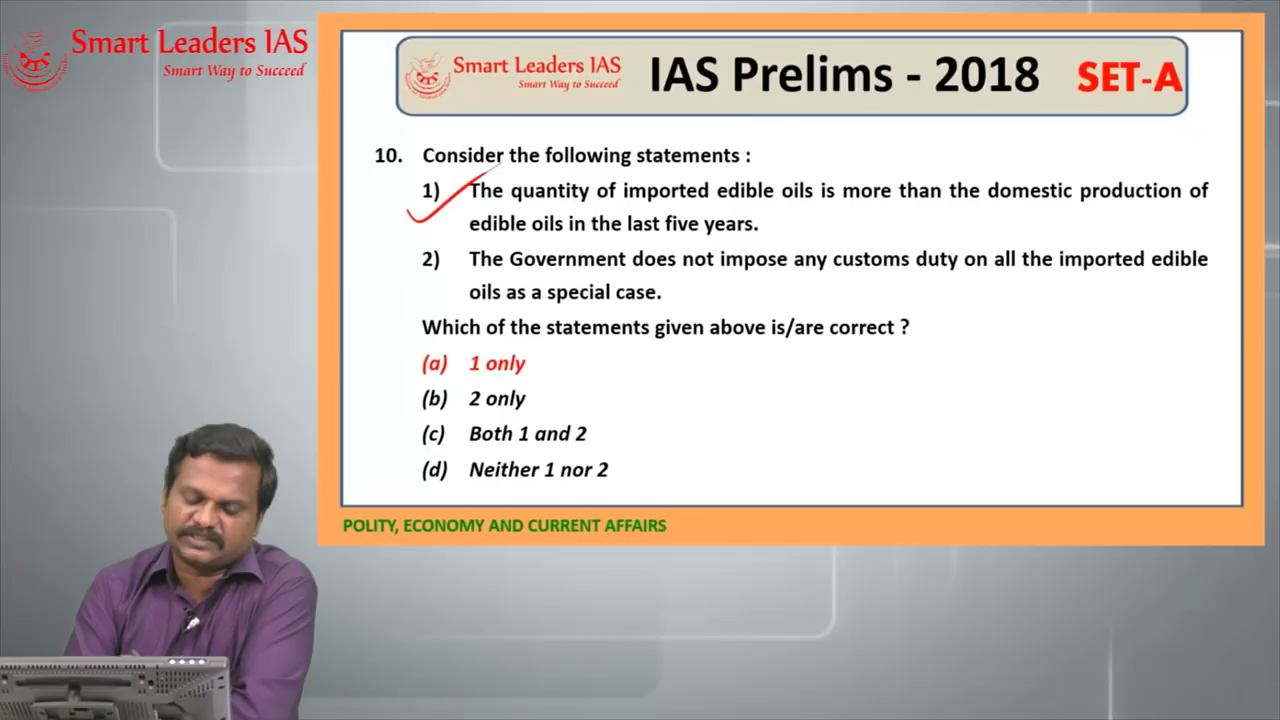 Smart Leaders IAS
Smart Way to Succeed
Smart Leaders IAS
Smart Way to Succeed
IAS Prelims - 2018 SET-A
10. Consider the following statements :
1) The quantity of imported edible oils is more than the domestic production of
edible oils in the last five years.
2) The Government does not impose any customs duty on all the imported edible
oils as a special case.
Which of the statements given above is/are correct ?
(a) 1 only
(b) 2 only
(c) Both 1 and 2
(d) Neither 1 nor 2
POLITY, ECONOMY AND CURRENT AFFAIRS